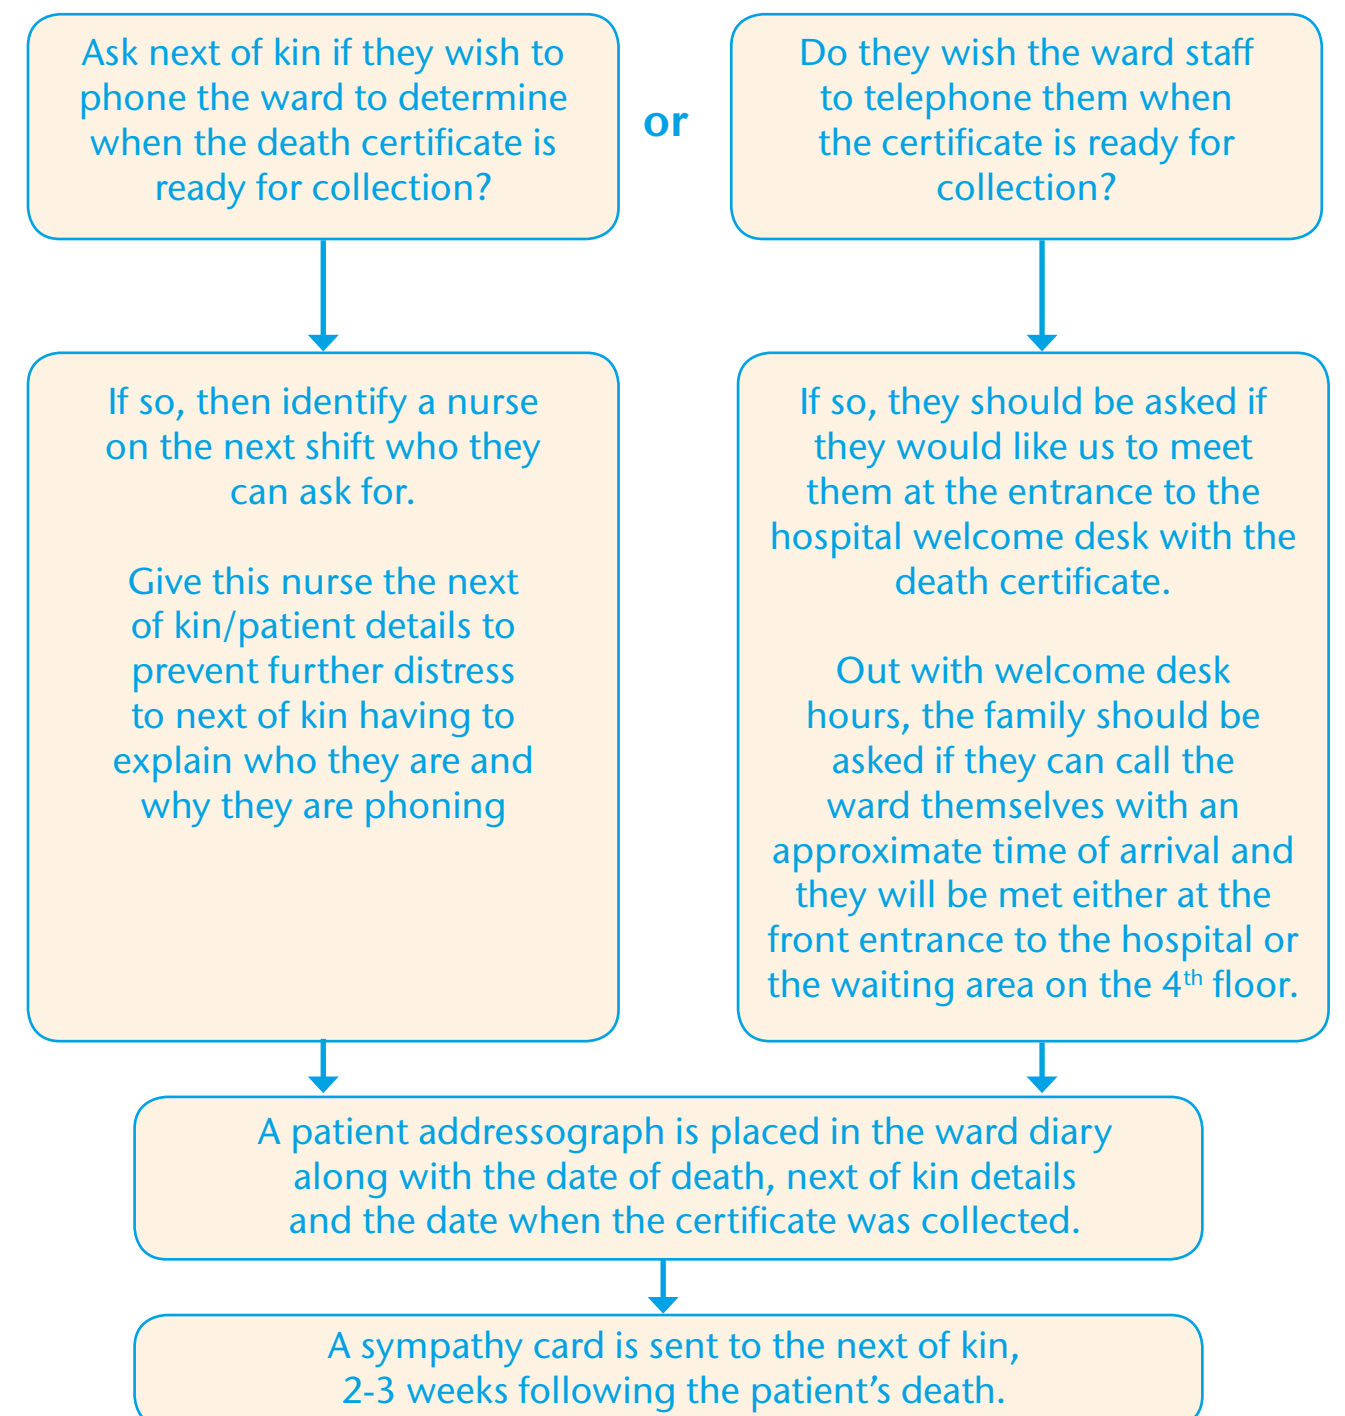 Ask next of kin if they wish to
phone the ward to determine
when the death certificate is
ready for collection?
or
Do they wish the ward staff
to telephone them when
the certificate is ready for
collection?
If so, then identify a nurse
on the next shift who they
can ask for.
Give this nurse the next
of kin/patient details to
prevent further distress
to next of kin having to
explain who they are and
why they are phoning
If so, they should be asked if
they would like us to meet
them at the entrance to the
hospital welcome desk with the
death certificate.
Out with welcome desk
hours, the family should be
asked if they can call the
ward themselves with an
approximate time of arrival and
they will be met either at the
front entrance to the hospital or
the waiting area on the 4th floor.
A patient addressograph is placed in the ward diary
along with the date of death, next of kin details
and the date when the certificate was collected.
A sympathy card is sent to the next of kin,
2-3 weeks following the patient’s death.